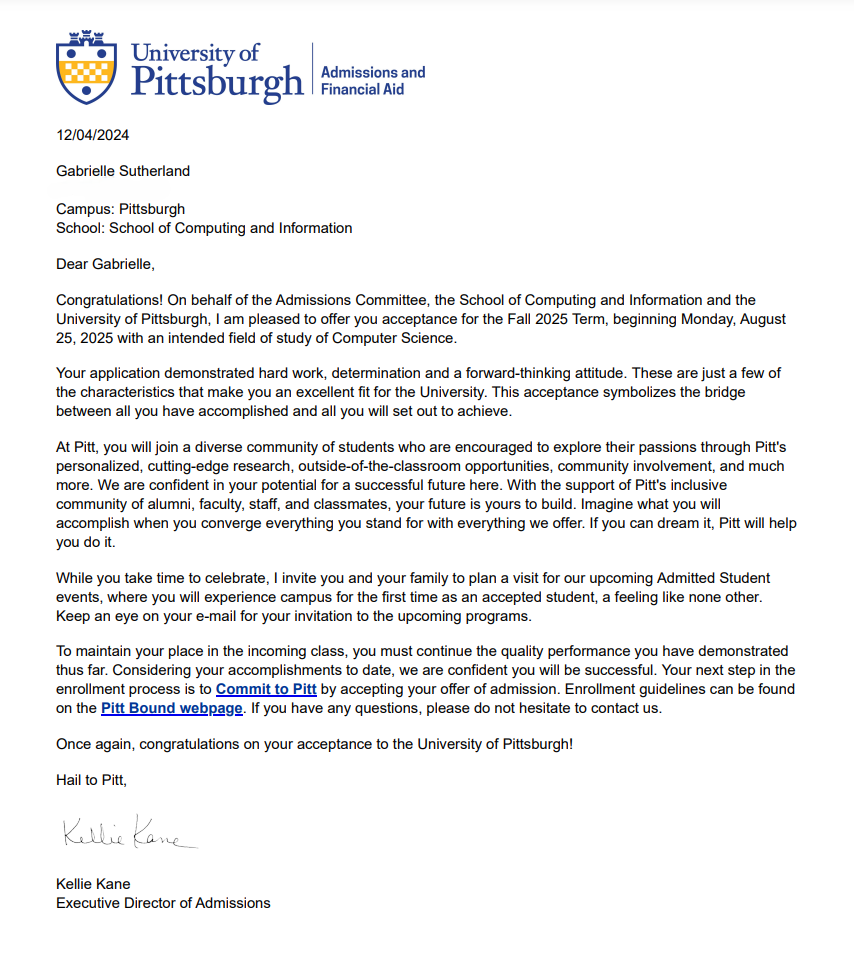 University of
Pittsburgh
Admissions and
Financial Aid
12/04/2024
Gabrielle Sutherland
Campus: Pittsburgh
School: School of Computing and Information
Dear Gabrielle,
Congratulations! On behalf of the Admissions Committee, the School of Computing and Information and the
University of Pittsburgh, I am pleased to offer you acceptance for the Fall 2025 Term, beginning Monday, August
25, 2025 with an intended field of study of Computer Science.
Your application demonstrated hard work, determination and a forward-thinking attitude. These are just a few of
the characteristics that make you an excellent fit for the University. This acceptance symbolizes the bridge
between all you have accomplished and all you will set out to achieve.
At Pitt, you will join a diverse community of students who are encouraged to explore their passions through Pitt's
personalized, cutting-edge research, outside-of-the-classroom opportunities, community involvement, and much
more. We are confident in your potential for a successful future here. With the support of Pitt's inclusive
community of alumni, faculty, staff, and classmates, your future is yours to build. Imagine what you will
accomplish when you converge everything you stand for with everything we offer. If you can dream it, Pitt will help
you do it.
While you take time to celebrate, I invite you and your family to plan a visit for our upcoming Admitted Student
events, where you will experience campus for the first time as an accepted student, a feeling like none other.
Keep an eye on your e-mail for your invitation to the upcoming programs.
To maintain your place in the incoming class, you must continue the quality performance you have demonstrated
thus far. Considering your accomplishments to date, we are confident you will be successful. Your next step in the
enrollment process is to Commit to Pitt by accepting your offer of admission. Enrollment guidelines can be found
on the Pitt Bound webpage. If you have any questions, please do not hesitate to contact us.
Once again, congratulations on your acceptance to the University of Pittsburgh!
Hail to Pitt,
Kellie Kane
Kellie Kane
Executive Director of Admissions